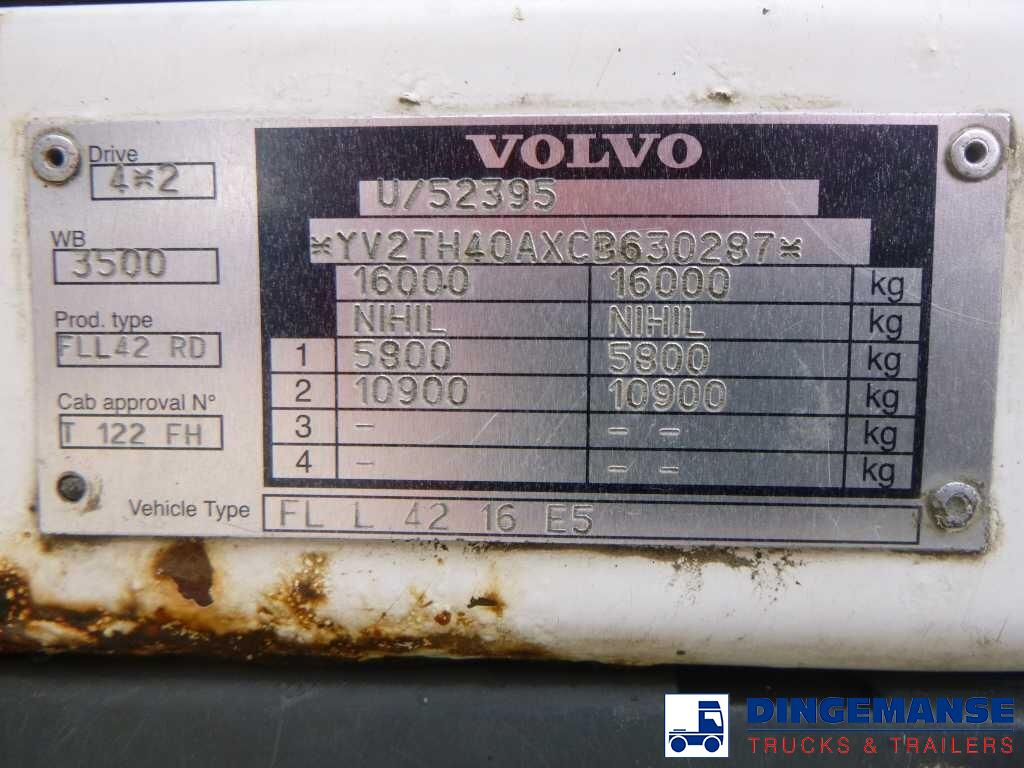 VOLVO
Drive
4*2
U/52395
WB
3500
*YV2TH40AXCB630287*
16000 16000 kg
Prod. type
FLL42 RD
NIHIL NIHIL kg
1 5800 5800 kg
Cab approval N°
T 122 FH
2 10900 10900 kg
3 - - - kg
4 - - - kg
Vehicle Type FL L 42 16 E5
DINGEMANSE
TRUCKS & TRAILERS